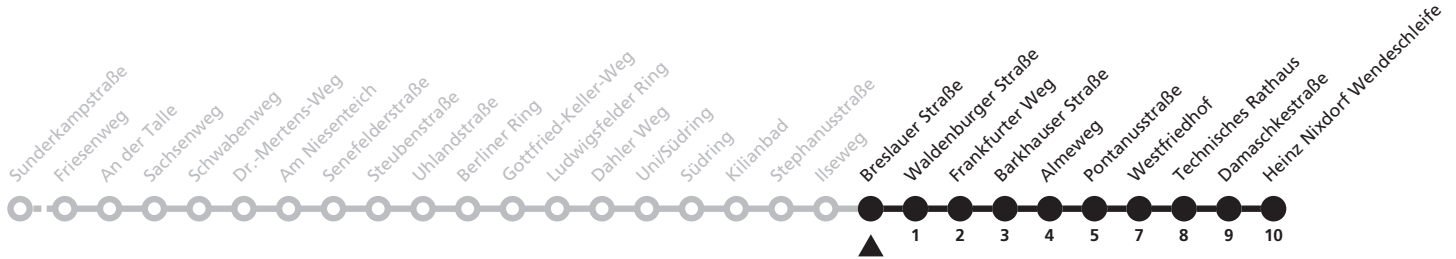 Sunderkampstraße
Friesenweg
An der Talle
Sachsenweg
Schwabenweg
Dr.-Mertens-Weg
Am Niesenteich
Senefelderstraße
Steubenstraße
Uhlandstraße
Berliner Ring
Gottfried-Keller-Weg
Ludwigsfelder Ring
Dahler Weg
Uni/Südring
Südring
Kilianbad
Stephanusstraße
Ilseweg
Breslauer Straße
Waldenburger Straße
Frankfurter Weg
Barkhauser Straße
Almeweg
Pontanusstraße
Westfriedhof
Technisches Rathaus
Damaschkestraße
Heinz Nixdorf Wendeschleife
1 2 3 4 5 7 8 9 10